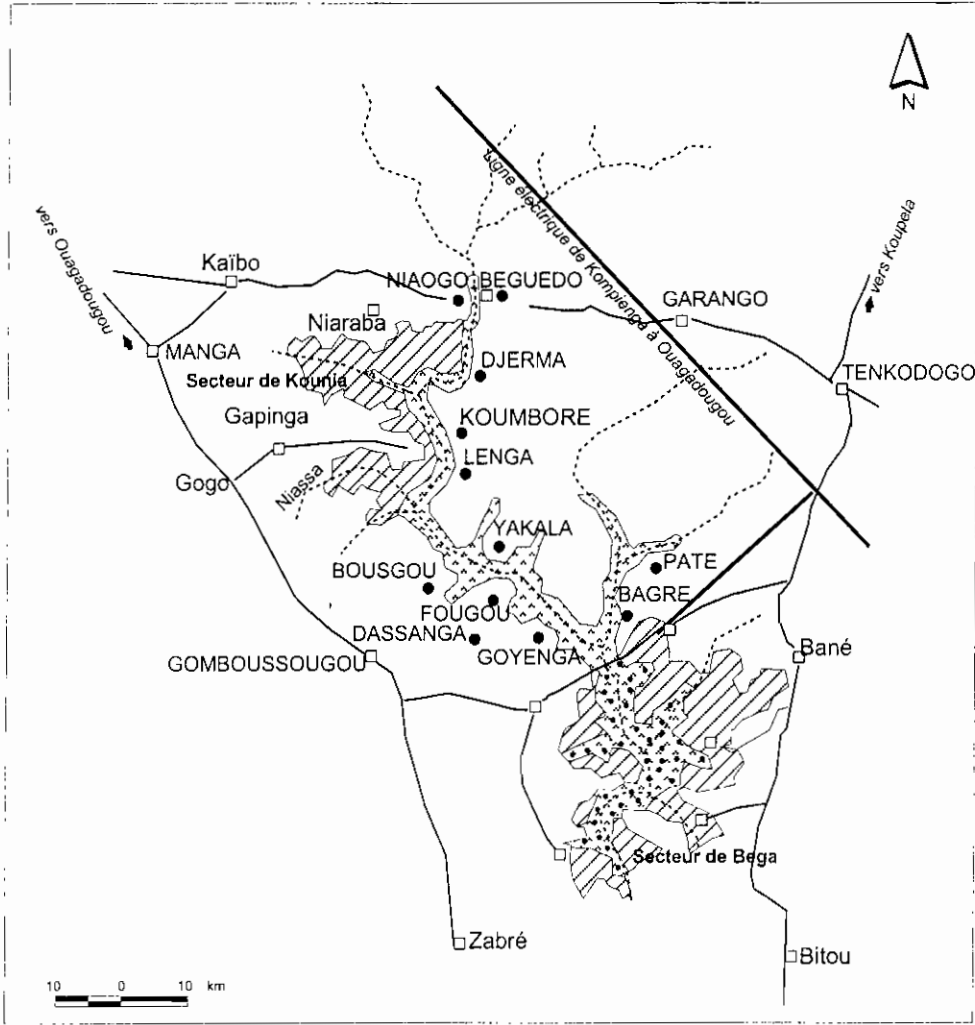 N
Ligne électrique de Kompienga à Ouagadougou
vers Ouagadougou
vers Koupela
Kaïbo
NIAOGO BEGUEDO
GARANGO
Niaraba
MANGA
DJERMA
TENKODOGO
Secteur de Kounia
Gapinga
KOUMBORE
LENGA
Gogo
Niassa
YAKALA
PATE
BOUSGOU
BAGRE
FOUGOU
DASSANGA
GOYENGA
GOMBOUSSOUGOU
Bané
Secteur de Bega
Zabré
Bitou
10 0 10 km